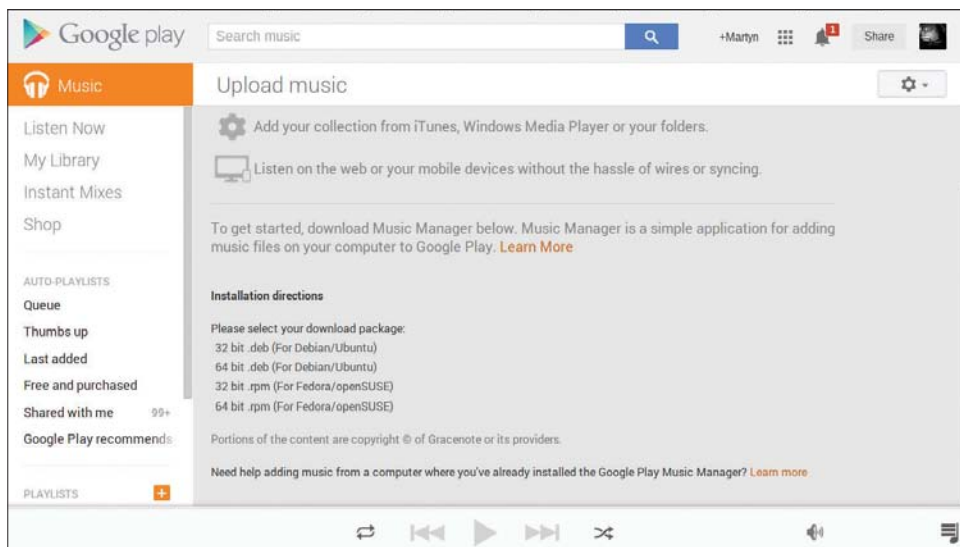 Google play
Search music
+Martyn
1
Share
Music
Upload music
Listen Now
My Library
Instant Mixes
Shop
AUTO-PLAYLISTS
Queue
Thumbs up
Last added
Free and purchased
Shared with me 99+
Google Play recommends
PLAYLISTS
Add your collection from iTunes, Windows Media Player or your folders.
Listen on the web or your mobile devices without the hassle of wires or syncing.
To get started, download Music Manager below. Music Manager is a simple application for adding
music files on your computer to Google Play. Learn More
Installation directions
Please select your download package:
32 bit .deb (For Debian/Ubuntu)
64 bit .deb (For Debian/Ubuntu)
32 bit .rpm (For Fedora/openSUSE)
64 bit .rpm (For Fedora/openSUSE)
Portions of the content are copyright © of Gracenote or its providers.
Need help adding music from a computer where you've already installed the Google Play Music Manager? Learn more